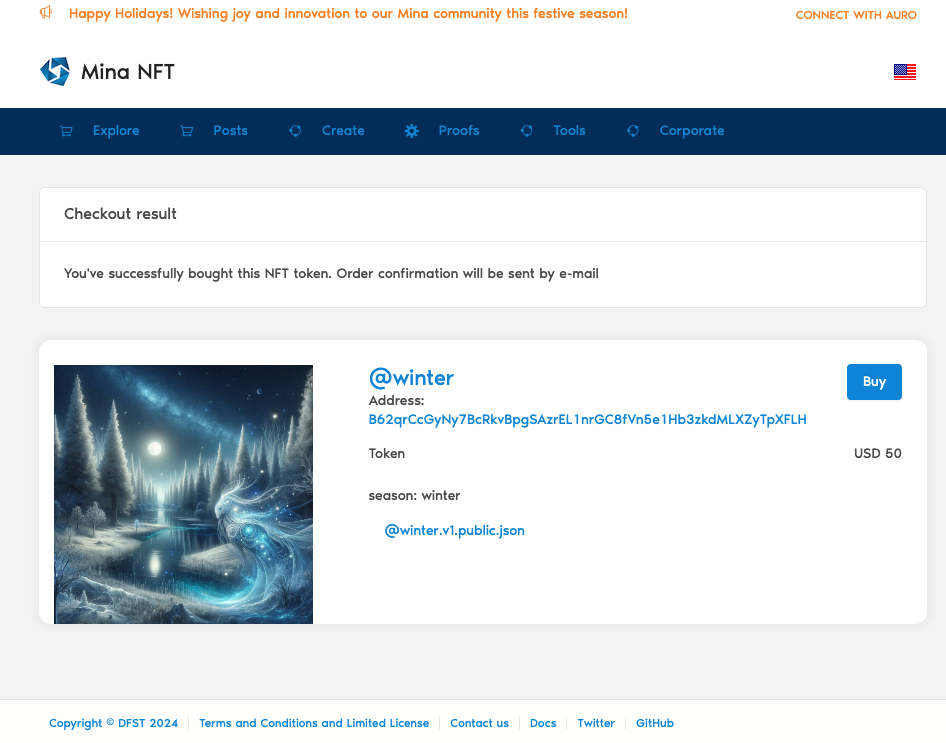 Happy Holidays! Wishing joy and innovation to our Mina community this festive season!
CONNECT WITH AURO
Mina NFT
Explore
Posts
Create
Proofs
Tools
Corporate
Checkout result
You've successfully bought this NFT token. Order confirmation will be sent by e-mail
@winter
Buy
Address:
B62qrCcGyNy7BcRkvBpgSAzrEL1nrGC8fVn5e1Hb3zkdMLXZyTpXFLH
Token
USD 50
season: winter
@winter.v1.public.json
Copyright © DFST 2024
Terms and Conditions and Limited License
Contact us
Docs
Twitter
GitHub